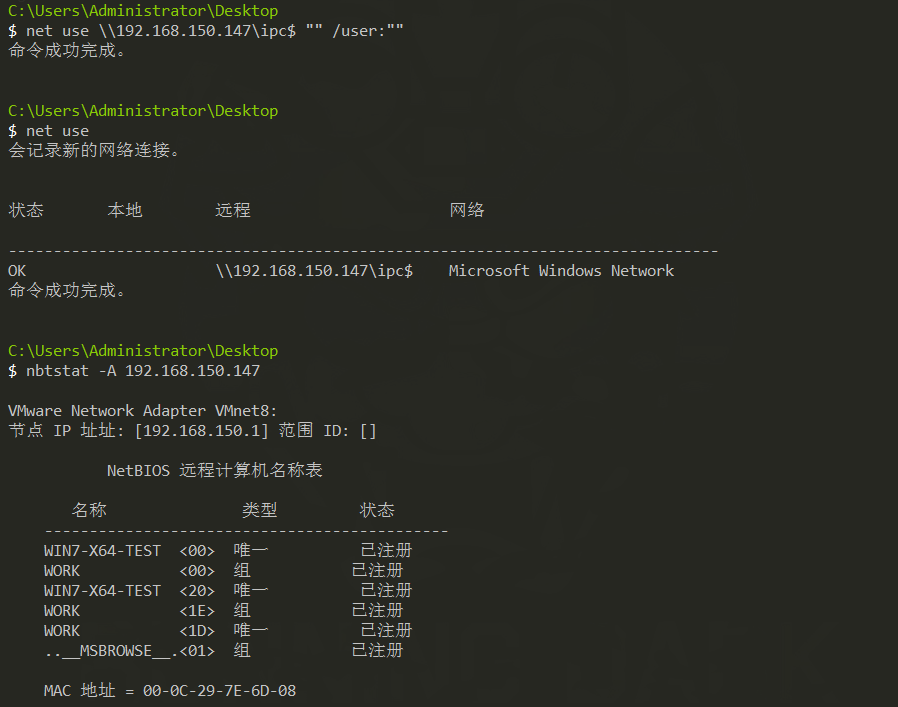 C:\Users\Administrator\Desktop
$ net use \\192.168.150.147\ipc$ "" /user:""
命令成功完成。
C:\Users\Administrator\Desktop
$ net use
会记录新的网络连接。
状态 本地 远程 网络
-------------------------------------------------------------------------------
OK \\192.168.150.147\ipc$ Microsoft Windows Network
命令成功完成。
C:\Users\Administrator\Desktop
$ nbtstat -A 192.168.150.147
VMware Network Adapter VMnet8:
节点 IP 址址: [192.168.150.1] 范围 ID: []
NetBIOS 远程计算机名称表
名称 类型 状态
---------------------------------------------
WIN7-X64-TEST <00> 唯一 已注册
WORK <00> 组 已注册
WIN7-X64-TEST <20> 唯一 已注册
WORK <1E> 组 已注册
WORK <1D> 唯一 已注册
..__MSBROWSE__.<01> 组 已注册
MAC 地址 = 00-0C-29-7E-6D-08